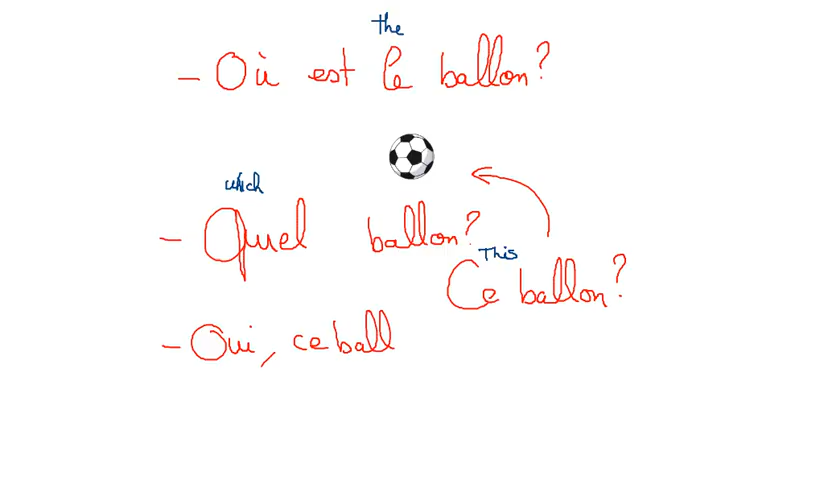 the
- Où est le ballon?
which
- Quel ballon?
This
Ce ballon?
- Oui, ce ball